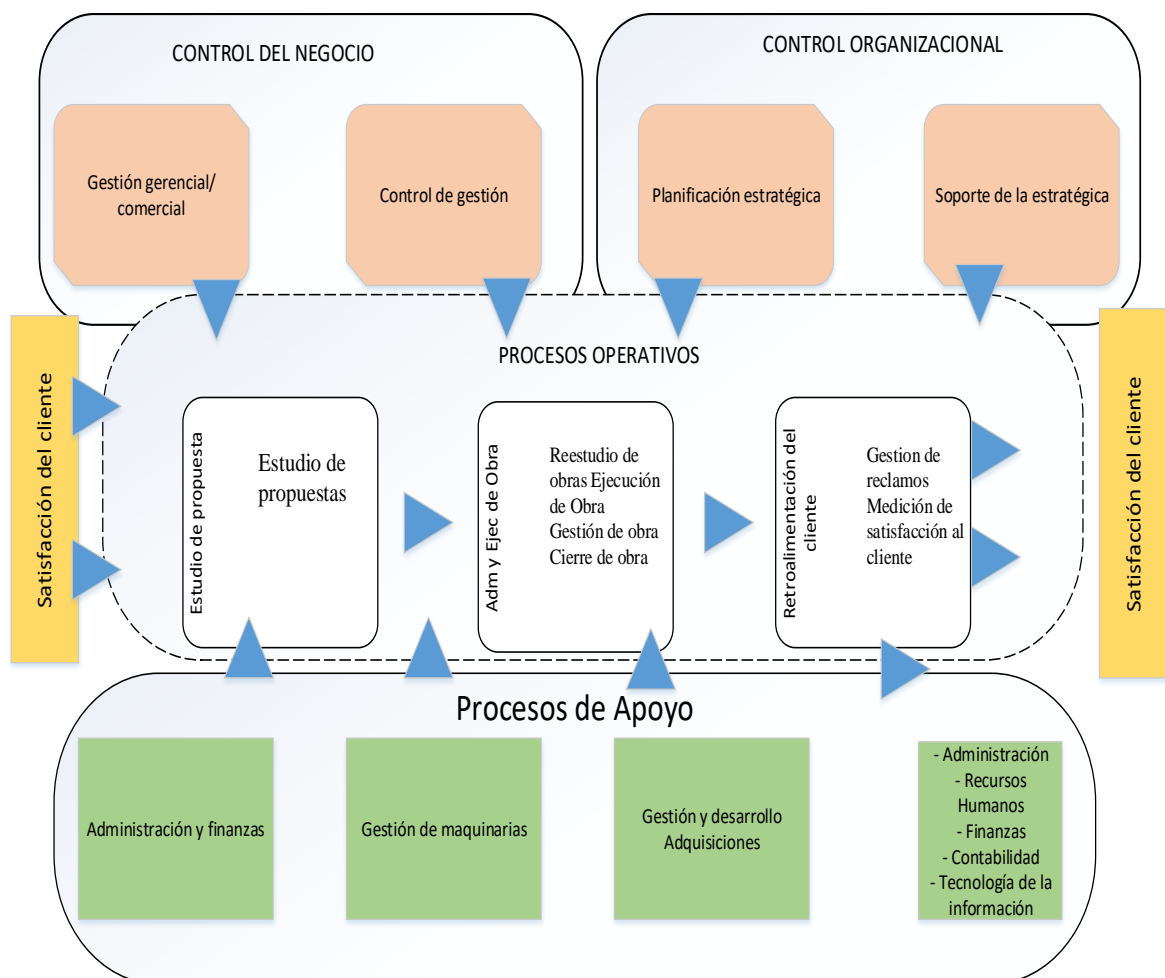 CONTROL DEL NEGOCIO
CONTROL ORGANIZACIONAL
Gestión gerencial/
comercial
Control de gestión
Planificación estratégica
Soporte de la estratégica
Satisfacción del cliente
PROCESOS OPERATIVOS
Estudio de propuesta
Estudio de
propuestas
Adm y Ejec de Obra
Reestudio de
obras Ejecución
de Obra
Gestión de obra
Cierre de obra
Retroalimentación del
cliente
Gestion de
reclamos
Medición de
satisfacción al
cliente
Satisfacción del cliente
Procesos de Apoyo
Administración y finanzas
Gestión de maquinarias
Gestión y desarrollo
Adquisiciones
- Administración
- Recursos
Humanos
- Finanzas
- Contabilidad
- Tecnología de la
información